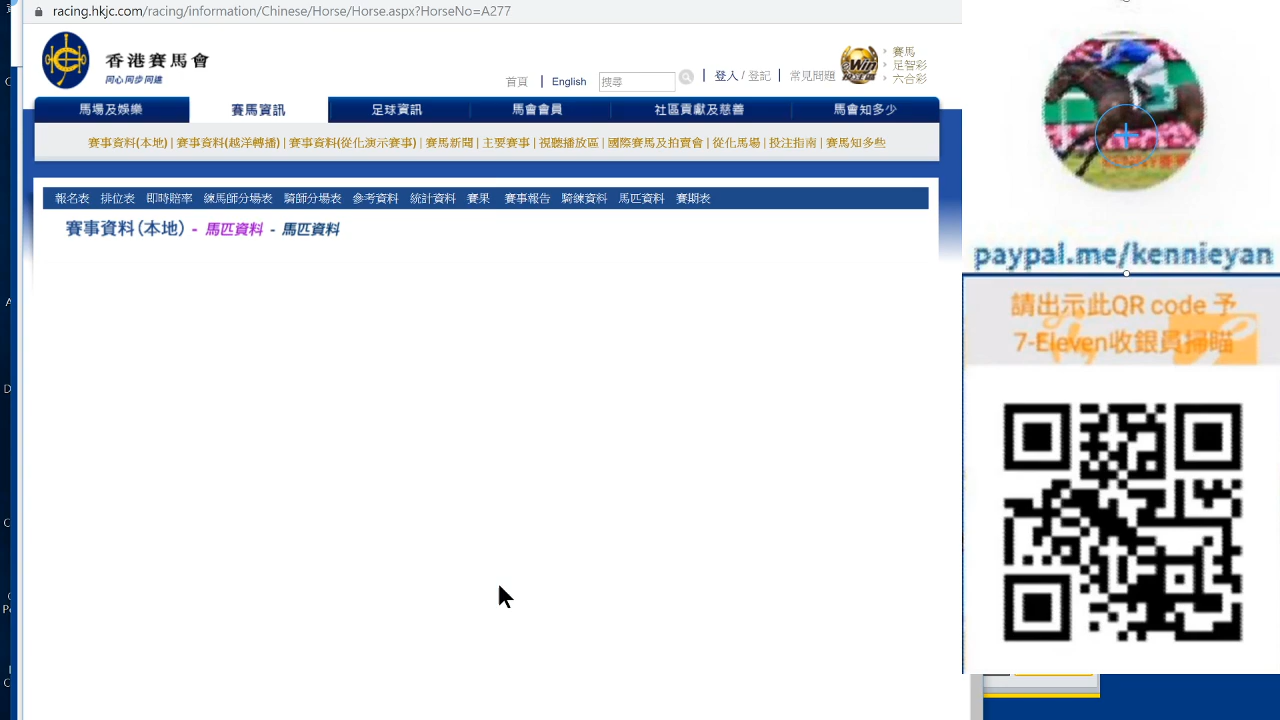 racing.hkjc.com/racing/information/Chinese/Horse/Horse.aspx?HorseNo=A277
香港賽馬會
同心同步同進
首頁 | English 搜尋 | 登入 / 登記 | 常見問題
eWin
投注區
賽馬
足智彩
六合彩
馬場及娛樂 賽馬資訊 足球資訊 馬會會員 社區貢獻及慈善 馬會知多少
賽事資料(本地) | 賽事資料(越洋轉播) | 賽事資料(從化演示賽事) | 賽馬新聞 | 主要賽事 | 視聽播放區 | 國際賽馬及拍賣會 | 從化馬場 | 投注指南 | 賽馬知多些
報名表 排位表 即時賠率 練馬師分場表 騎師分場表 參考資料 統計資料 賽果 賽事報告 騎練資料 馬匹資料 賽期表
賽事資料(本地) - 馬匹資料 - 馬匹資料
paypal.me/kennieyan
請出示此QR code 予
7-Eleven收銀員掃瞄